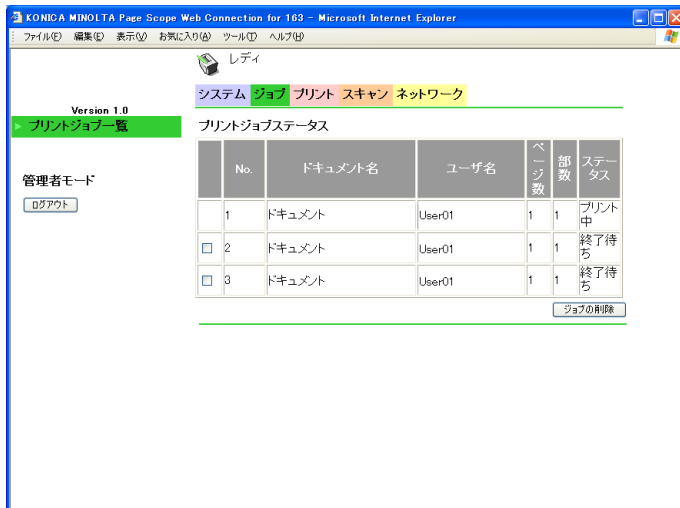 KONICA MINOLTA Page Scope Web Connection for 163 - Microsoft Internet Explorer
ファイル(F) 編集(E) 表示(V) お気に入り(A) ツール(T) ヘルプ(H)
レディ
システム ジョブ プリント スキャン ネットワーク
Version 1.0
プリントジョブ一覧
プリントジョブステータス
管理者モード
ログアウト
No. ドキュメント名 ユーザ名 ページ数 部数 ステータス
1 ドキュメント User01 1 1 プリント中
2 ドキュメント User01 1 1 終了待ち
3 ドキュメント User01 1 1 終了待ち
ジョブの削除